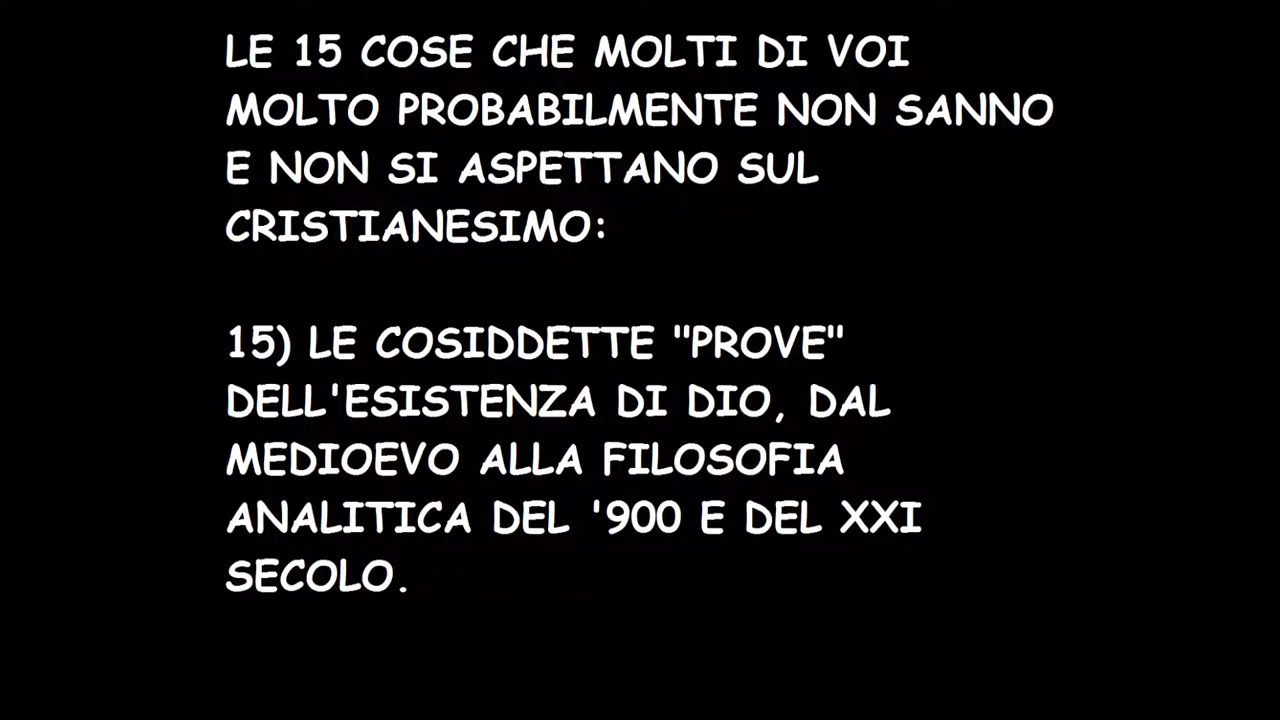 LE 15 COSE CHE MOLTI DI VOI
MOLTO PROBABILMENTE NON SANNO
E NON SI ASPETTANO SUL
CRISTIANESIMO:
15) LE COSIDDETTE "PROVE"
DELL'ESISTENZA DI DIO, DAL
MEDIOEVO ALLA FILOSOFIA
ANALITICA DEL '900 E DEL XXI
SECOLO.